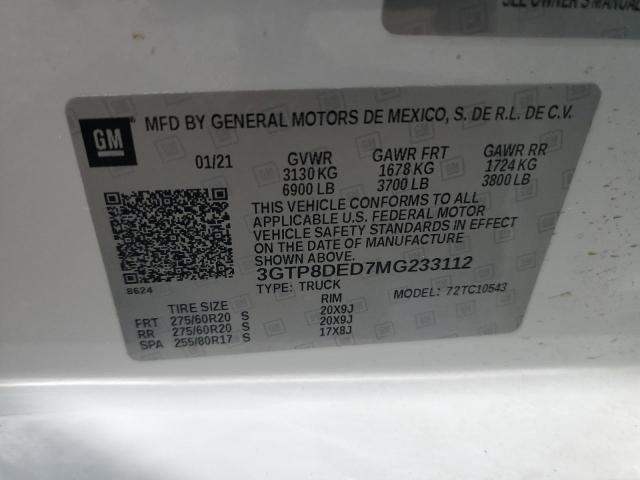 SEE OWNER'S MANUAL
GM MFD BY GENERAL MOTORS DE MEXICO, S. DE R.L. DE C.V.
01/21 GVWR GAWR FRT GAWR RR
3130 KG 1678 KG 1724 KG
6900 LB 3700 LB 3800 LB
THIS VEHICLE CONFORMS TO ALL
APPLICABLE U.S. FEDERAL MOTOR
VEHICLE SAFETY STANDARDS IN EFFECT
ON THE DATE OF MANUFACTURE
SHOWN ABOVE.
3GTP8DED7MG233112
8624 TYPE: TRUCK MODEL: 72TC10543
TIRE SIZE RIM
FRT 275/60R20 S 20X9J
RR 275/60R20 S 20X9J
SPA 255/80R17 S 17X8J